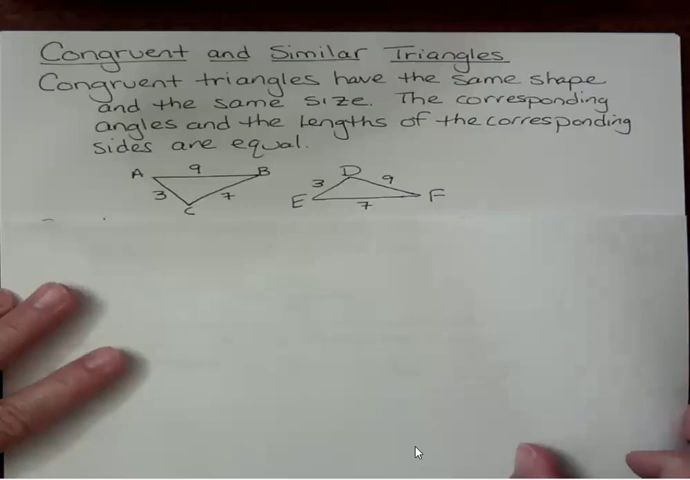 Congruent and Similar Triangles
Congruent triangles have the same shape
and the same size. The corresponding
angles and the lengths of the corresponding
sides are equal.
A 9 B D
3 7 3 9
C E 7 F